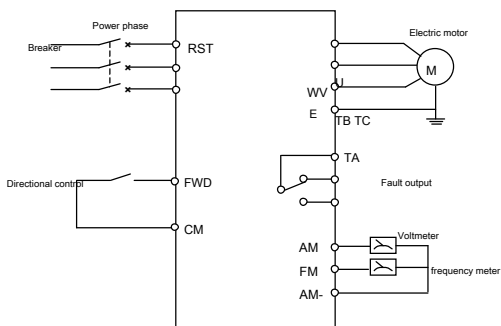 Power phase
Breaker
RST
Electric motor
M
U
WV
E
TB TC
TA
Directional control
FWD
Fault output
CM
AM
Voltmeter
FM
frequency meter
AM-